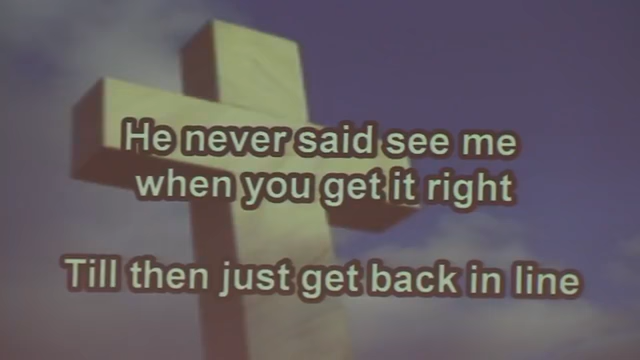 He never said see me
when you get it right
Till then just get back in line